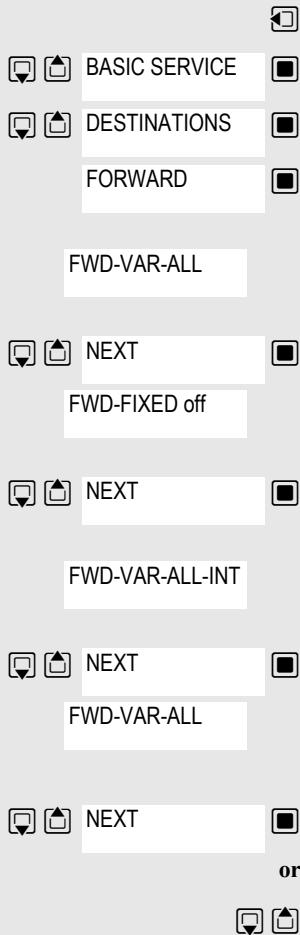 BASIC SERVICE
DESTINATIONS
FORWARD
FWD-VAR-ALL
NEXT
FWD-FIXED off
NEXT
FWD-VAR-ALL-INT
NEXT
FWD-VAR-ALL
NEXT
or